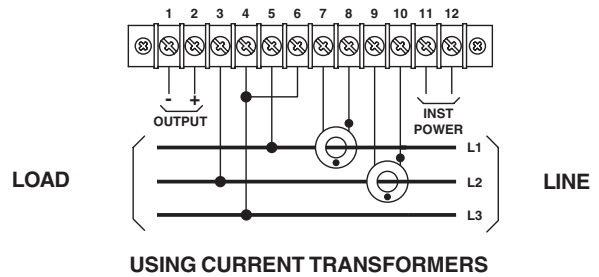 1 2 3 4 5 6 7 8 9 10 11 12
- +
OUTPUT
INST
POWER
L1
LOAD
L2
LINE
L3
USING CURRENT TRANSFORMERS